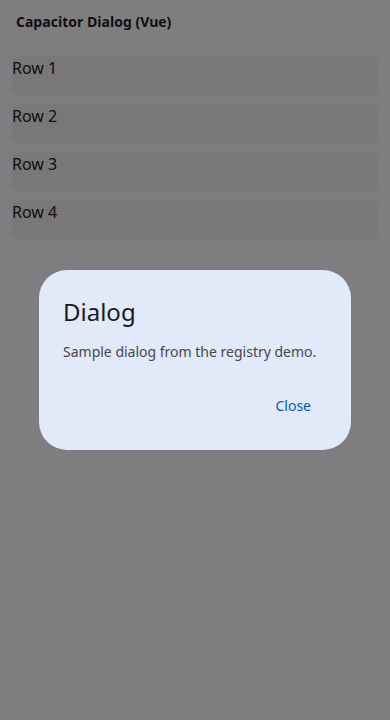 Capacitor Dialog (Vue)
Row 1
Row 2
Row 3
Row 4
Dialog
Sample dialog from the registry demo.
Close